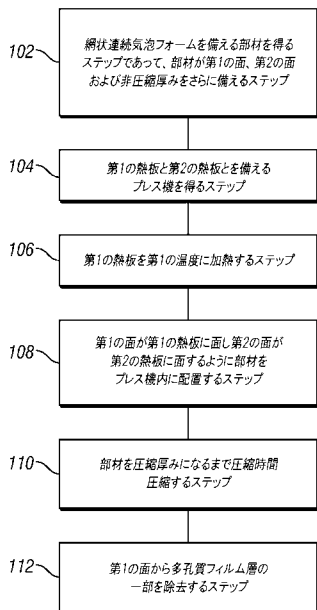 102
網状連続気泡フォームを備える部材を得る
ステップであって、部材が第1の面、第2の面
および非圧縮厚みをさらに備えるステップ
104
第1の熱板と第2の熱板とを備える
プレス機を得るステップ
106
第1の熱板を第1の温度に加熱するステップ
108
第1の面が第1の熱板に面し第2の面が
第2の熱板に面するように部材を
プレス機内に配置するステップ
110
部材を圧縮厚みになるまで圧縮時間
圧縮するステップ
112
第1の面から多孔質フィルム層の
一部を除去するステップ